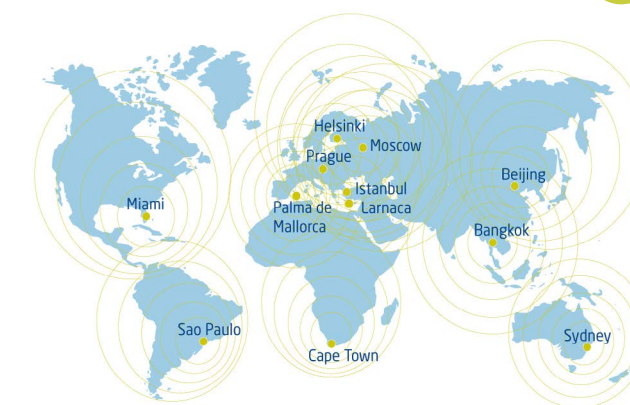 Helsinki
Moscow
Prague
Istanbul
Palma de
Mallorca
Larnaca
Miami
Beijing
Bangkok
Sao Paulo
Cape Town
Sydney